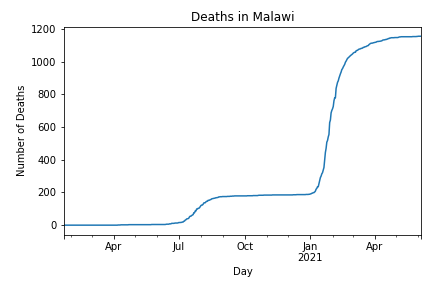 Deaths in Malawi
1200
1000
800
600
400
200
0
Number of Deaths
Apr
Jul
Oct
Jan
2021
Apr
Day